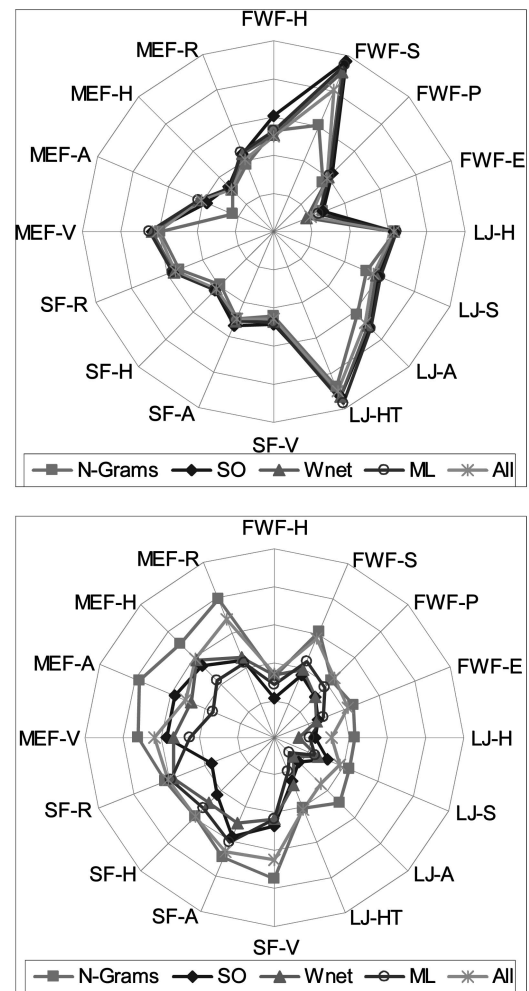 FWF-H
MEF-R FWF-S
MEF-H FWF-P
MEF-A FWF-E
MEF-V LJ-H
SF-R LJ-S
SF-H LJ-A
SF-A LJ-HT
SF-V
N-Grams SO Wnet ML All
FWF-H
MEF-R FWF-S
MEF-H FWF-P
MEF-A FWF-E
MEF-V LJ-H
SF-R LJ-S
SF-H LJ-A
SF-A LJ-HT
SF-V
N-Grams SO Wnet ML All